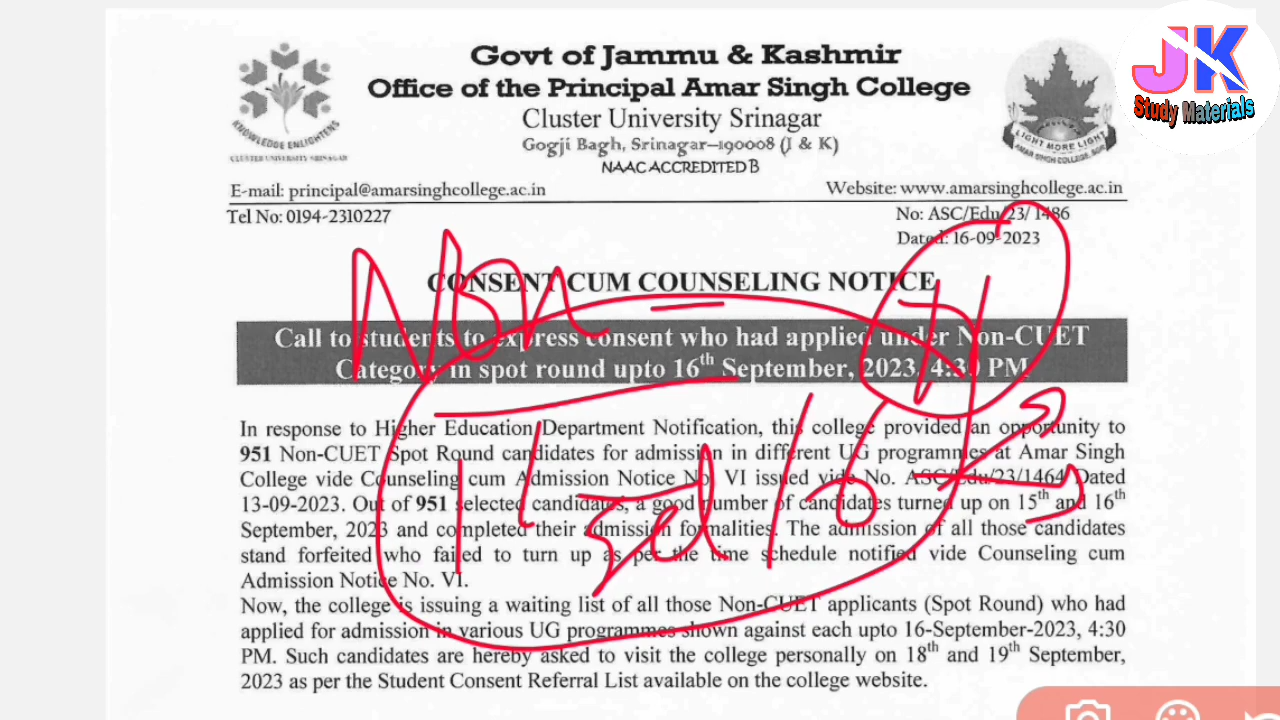 Govt of Jammu & Kashmir
Office of the Principal Amar Singh College
Cluster University Srinagar
Gogji Bagh, Srinagar–190008 (J & K)
NAAC ACCREDITED B
KNOWLEDGE ENLIGHTENS
CLUSTER UNIVERSITY SRINAGAR
LIGHT MORE LIGHT
AMAR SINGH COLLEGE, SGR
JK
Study Materials
E-mail: principal@amarsinghcollege.ac.in
Website: www.amarsinghcollege.ac.in
Tel No: 0194-2310227
No: ASC/Edu/23/1486
Dated: 16-09-2023
CONSENT CUM COUNSELING NOTICE
Call to students to express consent who had applied under Non-CUET
Category in spot round upto 16th September, 2023, 4:30 PM
In response to Higher Education Department Notification, this college provided an opportunity to
951 Non-CUET Spot Round candidates for admission in different UG programmes at Amar Singh
College vide Counseling cum Admission Notice No. VI issued vide No. ASC/Edu/23/1464 Dated
13-09-2023. Out of 951 selected candidates, a good number of candidates turned up on 15th and 16th
September, 2023 and completed their admission formalities. The admission of all those candidates
stand forfeited who failed to turn up as per the time schedule notified vide Counseling cum
Admission Notice No. VI.
Now, the college is issuing a waiting list of all those Non-CUET applicants (Spot Round) who had
applied for admission in various UG programmes shown against each upto 16-September-2023, 4:30
PM. Such candidates are hereby asked to visit the college personally on 18th and 19th September,
2023 as per the Student Consent Referral List available on the college website.